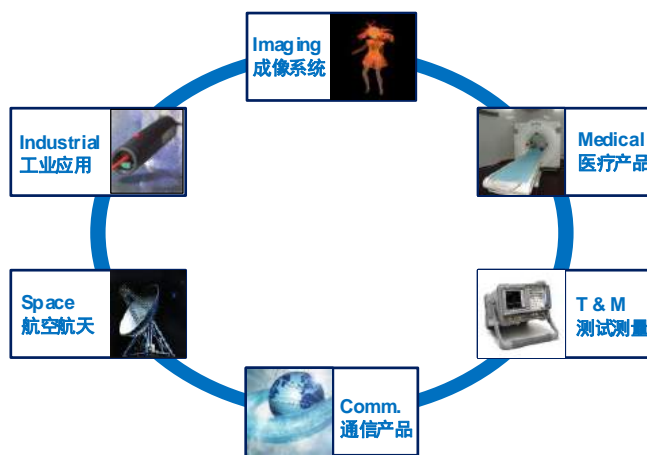 Imaging
成像系统
Industrial
工业应用
Medical
医疗产品
Space
航空航天
T & M
测试测量
Comm.
通信产品